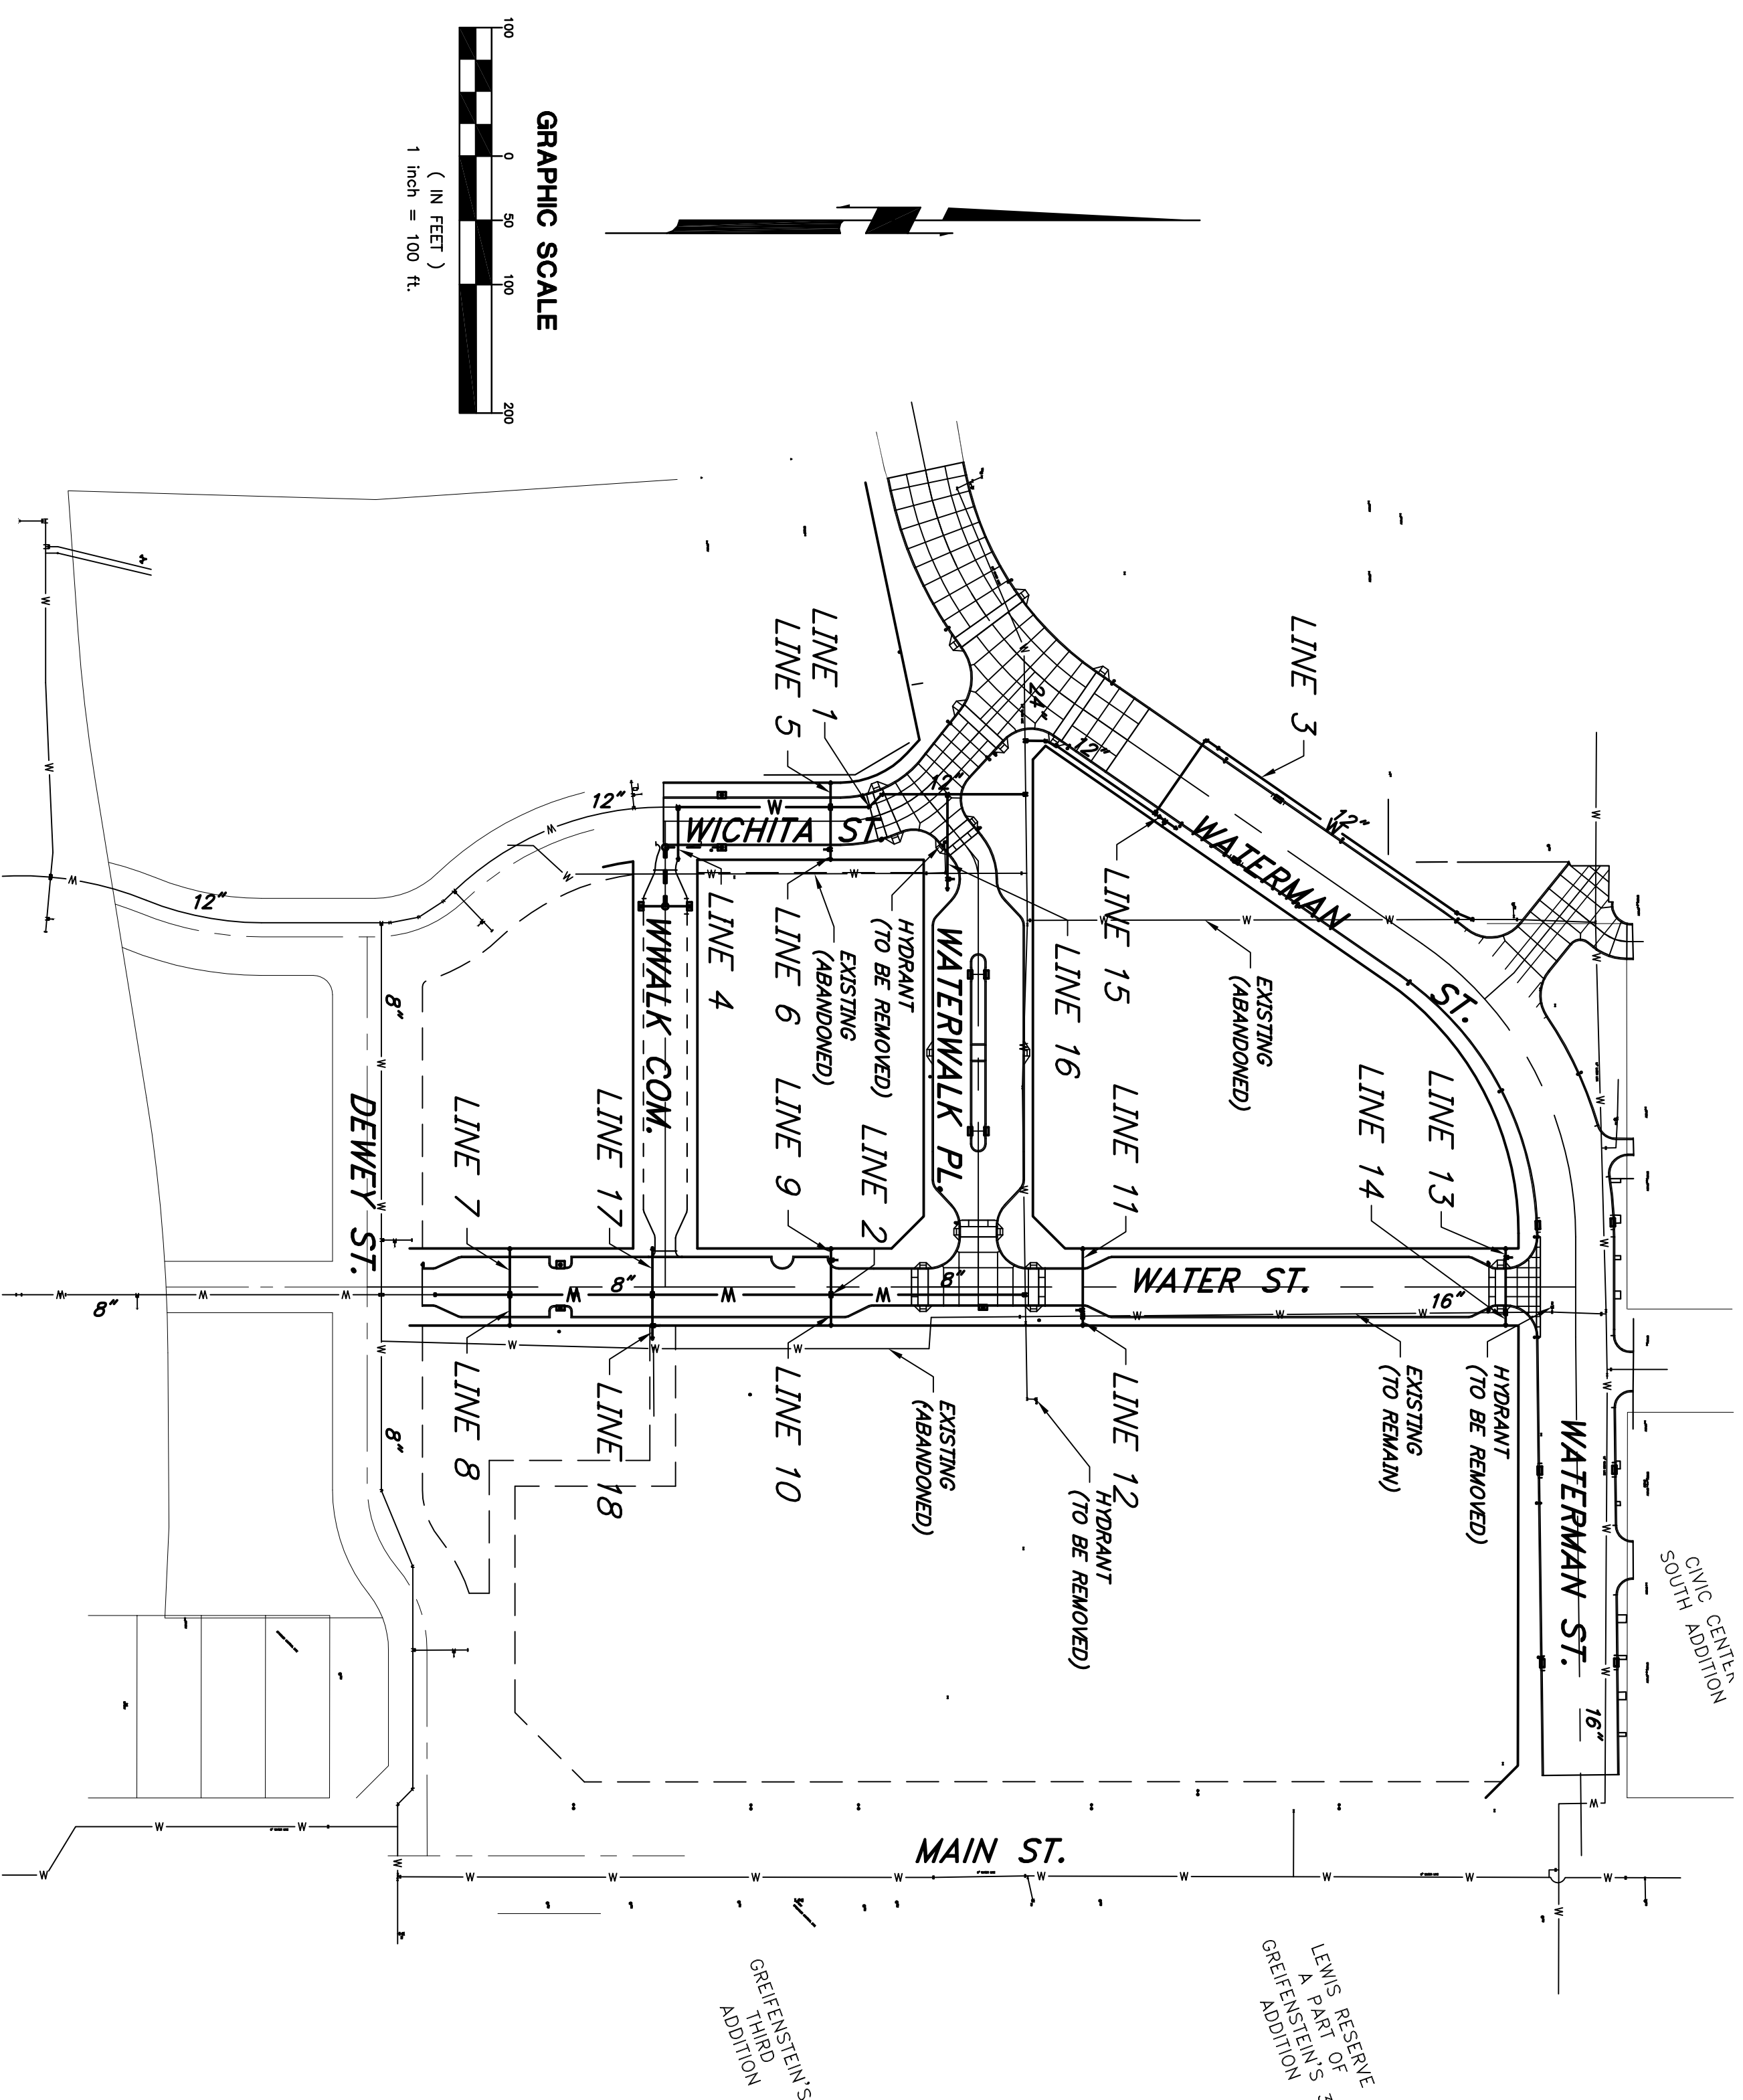 GRAPHIC SCALE
100
0
50
100
200
( IN FEET )
1 inch = 100 ft.
LINE 3
LINE 1
LINE 5
24"
12"
12"
12"
12"
W
WICHITA ST.
WATERMAN
ST.
12"
LINE 15
LINE 16
LINE 4
LINE 6
HYDRANT
(TO BE REMOVED)
EXISTING
(ABANDONED)
EXISTING
(ABANDONED)
WATERWALK PL.
WWALK COM.
8"
DEWEY ST.
LINE 13
LINE 14
LINE 11
LINE 2
LINE 9
LINE 17
LINE 7
WATER ST.
16"
8"
8"
W
W
W
8"
HYDRANT
(TO BE REMOVED)
EXISTING
(TO REMAIN)
LINE 12
HYDRANT
(TO BE REMOVED)
EXISTING
(ABANDONED)
LINE 10
LINE 18
LINE 8
8"
WATERMAN ST.
16"
CIVIC CENTER
SOUTH ADDITION
MAIN ST.
LEWIS RESERVE
A PART OF
GREIFENSTEIN'S
ADDITION
GREIFENSTEIN'S
THIRD
ADDITION